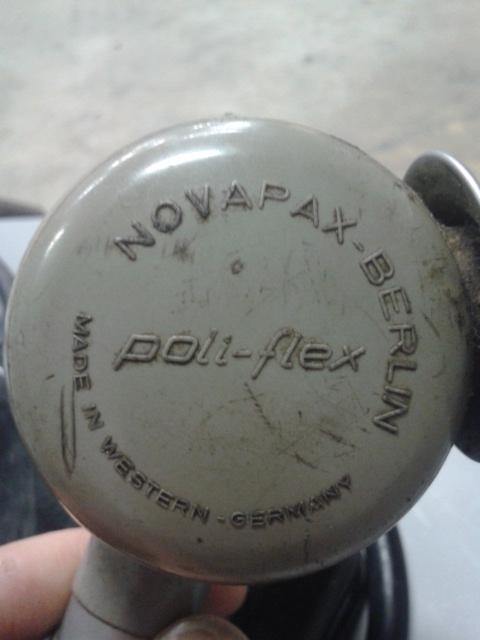 NOVAPAX-BERLIN
poli-flex
MADE IN WESTERN-GERMANY